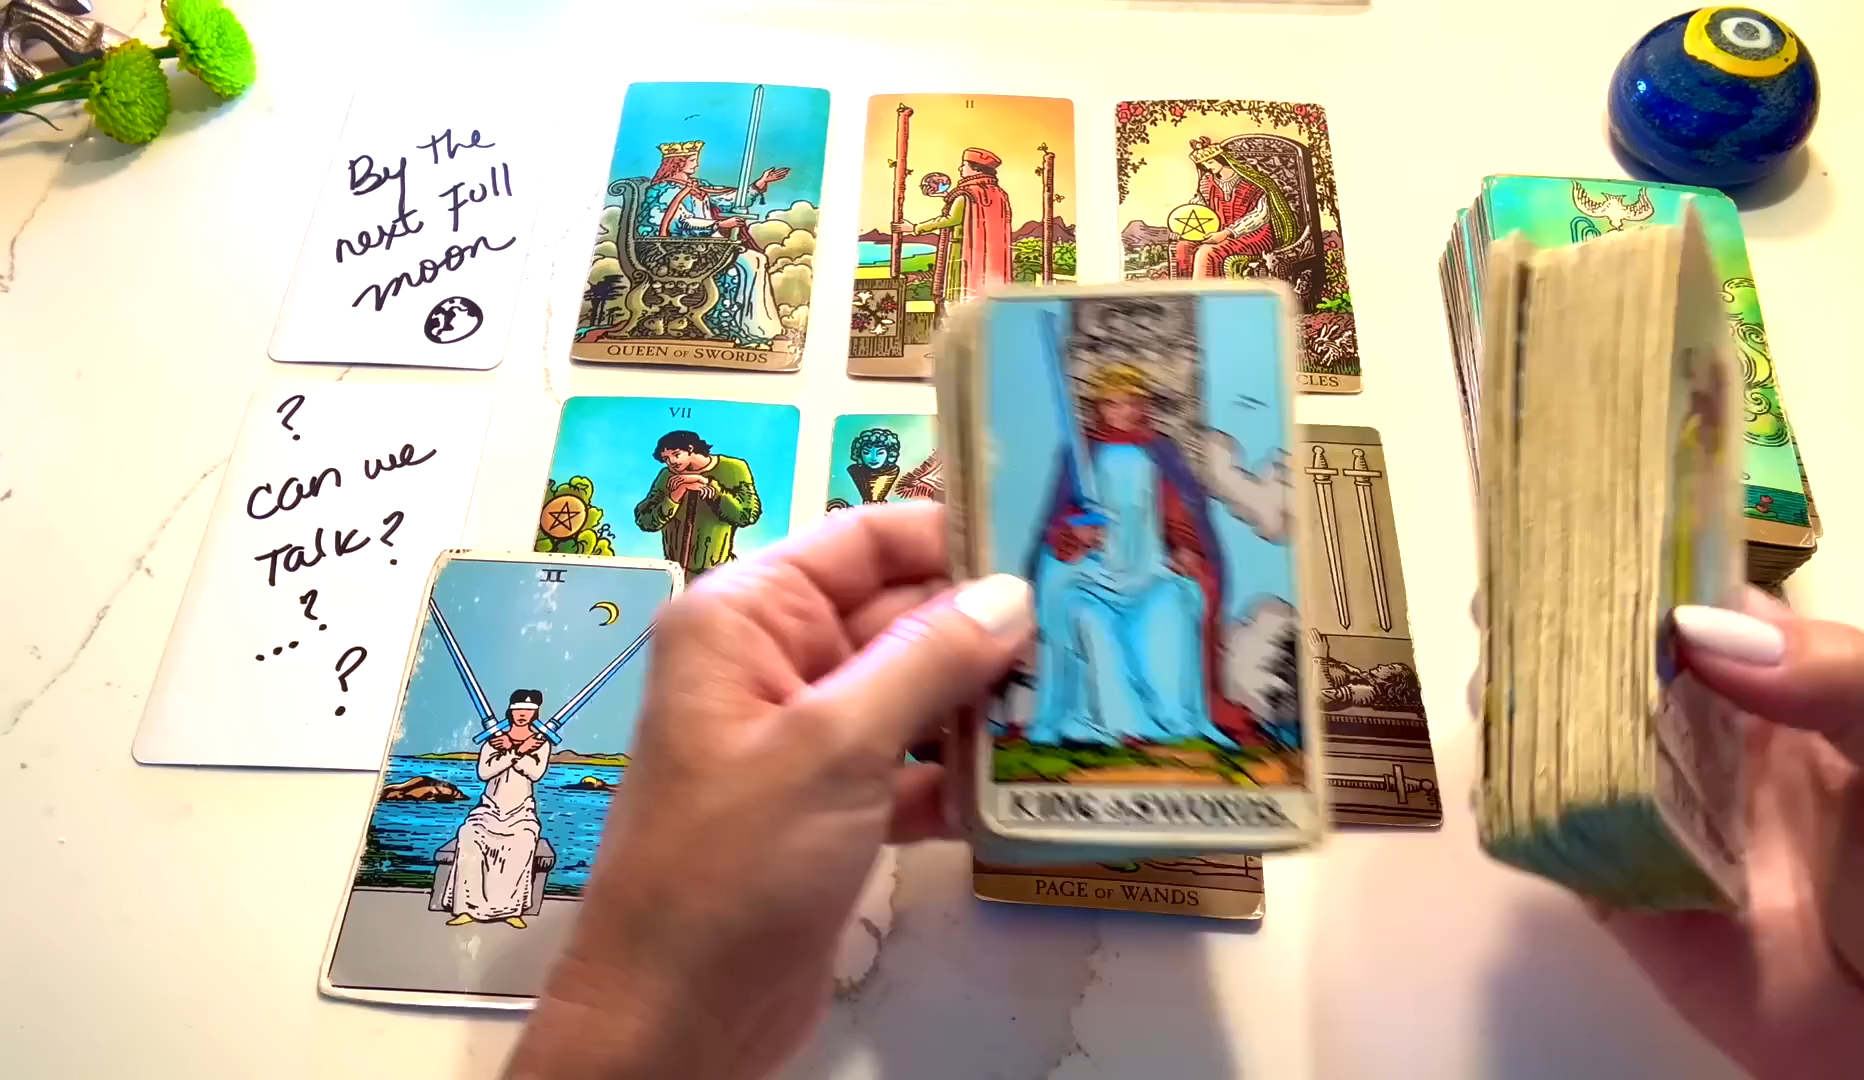 By the
next Full
moon
?
can we
Talk?
... ?
?
QUEEN OF SWORDS
II
CLES
VII
II
KING OF SWORDS
PAGE OF WANDS